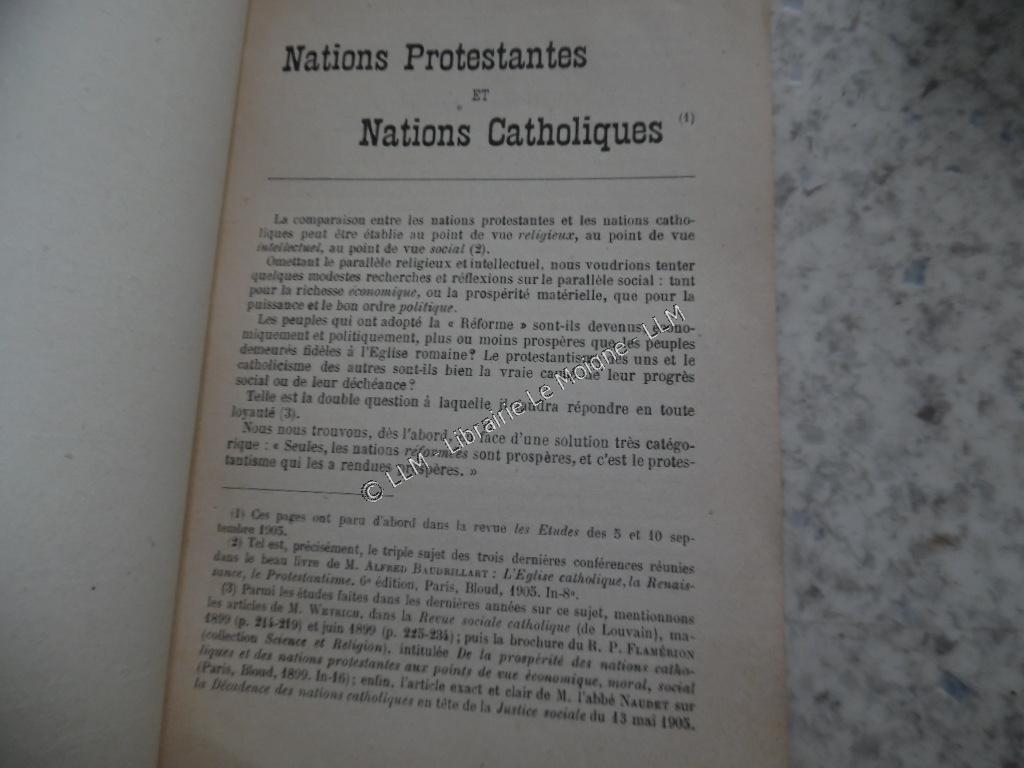 Nations Protestantes
ET
Nations Catholiques (1)
La comparaison entre les nations protestantes et les nations catho-
liques peut être établie au point de vue religieux, au point de vue
intellectuel, au point de vue social (2).
Omettant le parallèle religieux et intellectuel, nous voudrions tenter
quelques modestes recherches et réflexions sur le parallèle social : tant
pour la richesse économique, ou la prospérité matérielle, que pour la
puissance et le bon ordre politique.
Les peuples qui ont adopté la « Réforme » sont-ils devenus, écono-
miquement et politiquement, plus ou moins prospères que les peuples
demeurés fidèles à l'Eglise romaine? Le protestantisme des uns et le
catholicisme des autres sont-ils bien la vraie cause de leur progrès
social ou de leur déchéance?
Telle est la double question à laquelle il faudra répondre en toute
loyauté (3).
Nous nous trouvons, dès l'abord, en face d'une solution très catégo-
rique : « Seules, les nations réformées sont prospères, et c'est le protes-
tantisme qui les a rendues prospères. »
(1) Ces pages ont paru d'abord dans la revue les Etudes des 5 et 10 sep-
tembre 1905.
(2) Tel est, précisément, le triple sujet des trois dernières conférences réunies
dans le beau livre de M. ALFRED BAUDRILLART : L'Eglise catholique, la Renais-
sance, le Protestantisme. 6e édition, Paris, Bloud, 1905. In-8o.
(3) Parmi les études faites dans les dernières années sur ce sujet, mentionnons
les articles de M. WEYRICH, dans la Revue sociale catholique (de Louvain), ma-
1899 (p. 214-219) et juin 1899 (p. 225-234); puis la brochure du R. P. FLAMÉRION
(collection Science et Religion), intitulée De la prospérité des nations catho-
liques et des nations protestantes aux points de vue économique, moral, social
(Paris, Bloud, 1899. In-16); enfin, l'article exact et clair de M. l'abbé NAUDET sur
la Décadence des nations catholiques en tête de la Justice sociale du 13 mai 1905.
© LLM - Librairie Le Moigne - LLM